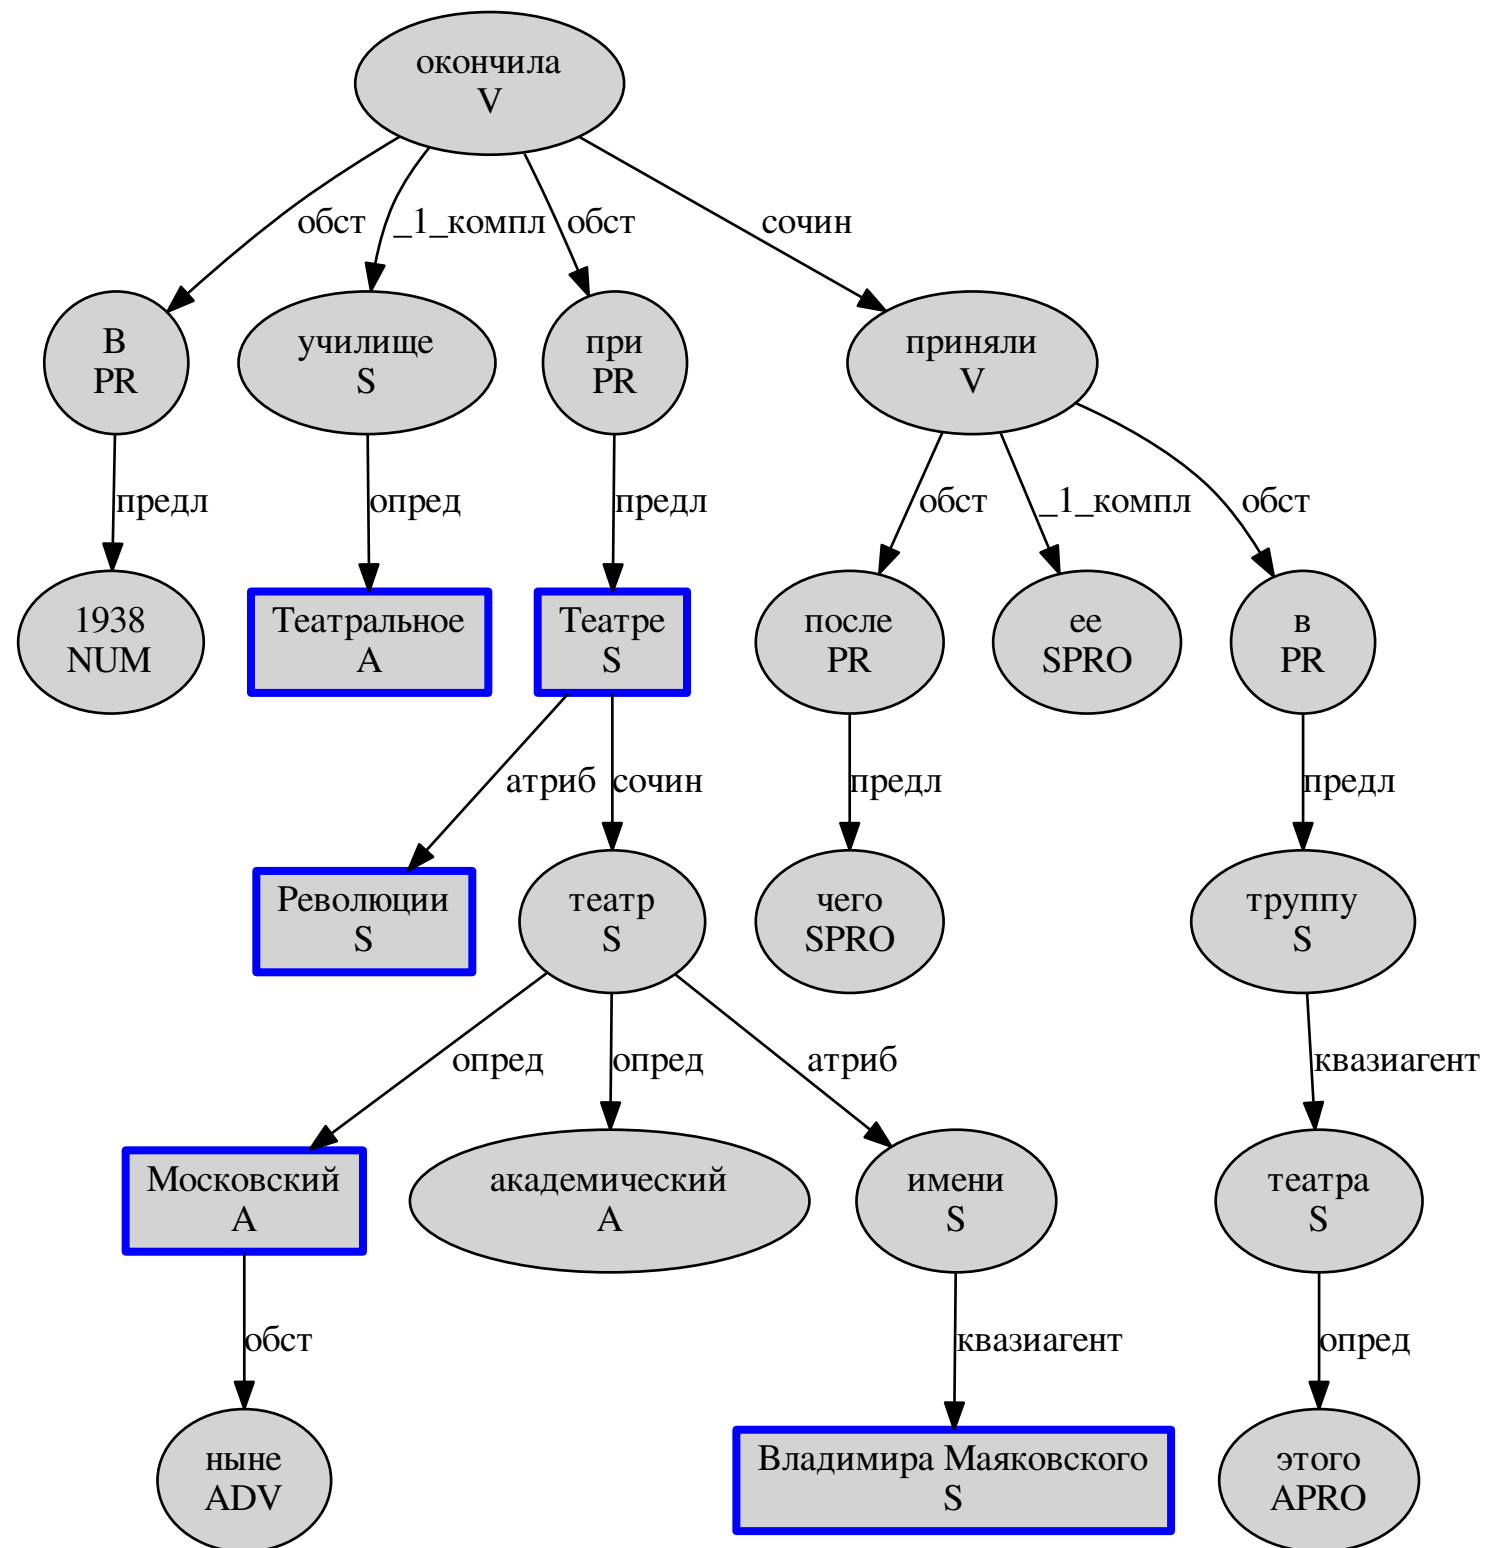 окончила
V
обст
_1_компл
обст
сочин
В
PR
училище
S
при
PR
приняли
V
предл
опред
предл
обст
_1_компл
обст
1938
NUM
Театральное
A
Театре
S
после
PR
ее
SPRO
в
PR
атриб
сочин
предл
предл
Революции
S
театр
S
чего
SPRO
труппу
S
опред
опред
атриб
квазиагент
Московский
A
академический
A
имени
S
театра
S
обст
квазиагент
опред
ныне
ADV
Владимира Маяковского
S
этого
APRO